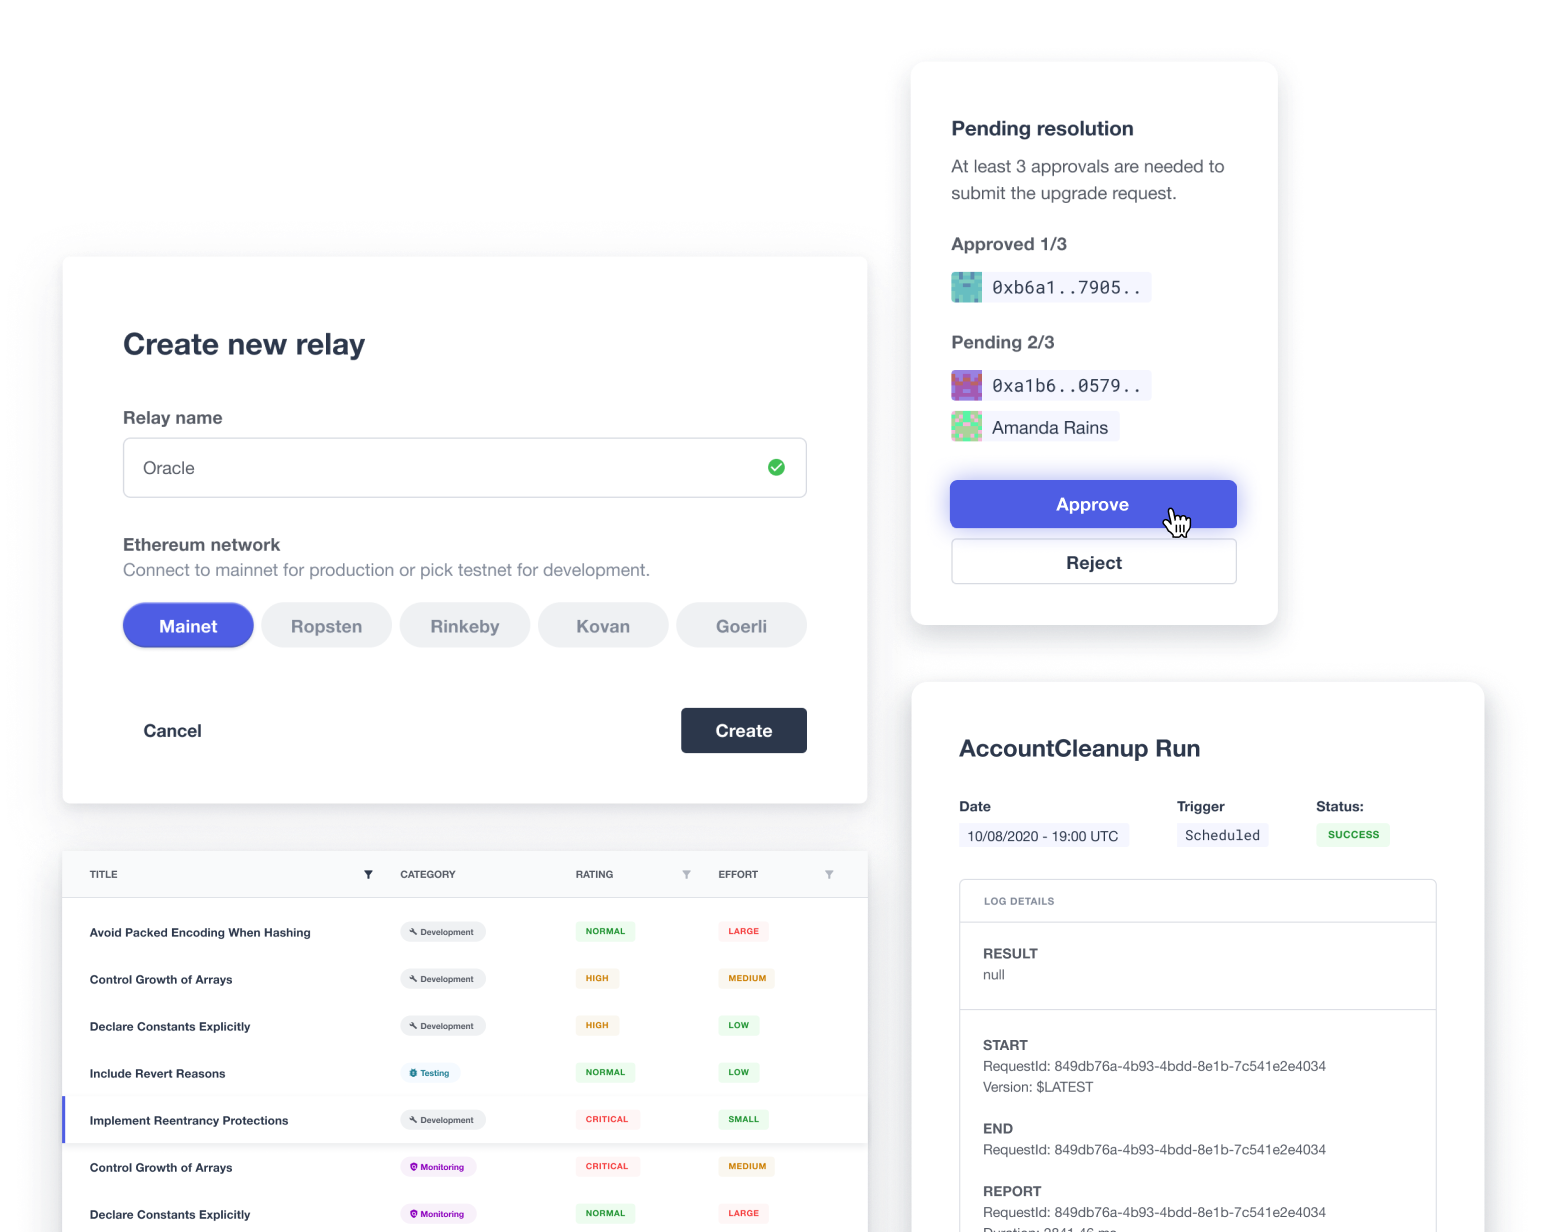 Pending resolution
At least 3 approvals are needed to
submit the upgrade request.
Approved 1/3
0xb6a1..7905..
Pending 2/3
0xa1b6..0579..
Amanda Rains
Approve
Reject
Create new relay
Relay name
Oracle
Ethereum network
Connect to mainnet for production or pick testnet for development.
Mainet Ropsten Rinkeby Kovan Goerli
Cancel Create
AccountCleanup Run
Date Trigger Status:
10/08/2020 - 19:00 UTC Scheduled SUCCESS
LOG DETAILS
RESULT
null
START
RequestId: 849db76a-4b93-4bdd-8e1b-7c541e2e4034
Version: $LATEST
END
RequestId: 849db76a-4b93-4bdd-8e1b-7c541e2e4034
REPORT
RequestId: 849db76a-4b93-4bdd-8e1b-7c541e2e4034
TITLE CATEGORY RATING EFFORT
Avoid Packed Encoding When Hashing Development NORMAL LARGE
Control Growth of Arrays Development HIGH MEDIUM
Declare Constants Explicitly Development HIGH LOW
Include Revert Reasons Testing NORMAL LOW
Implement Reentrancy Protections Development CRITICAL SMALL
Control Growth of Arrays Monitoring CRITICAL MEDIUM
Declare Constants Explicitly Monitoring NORMAL LARGE